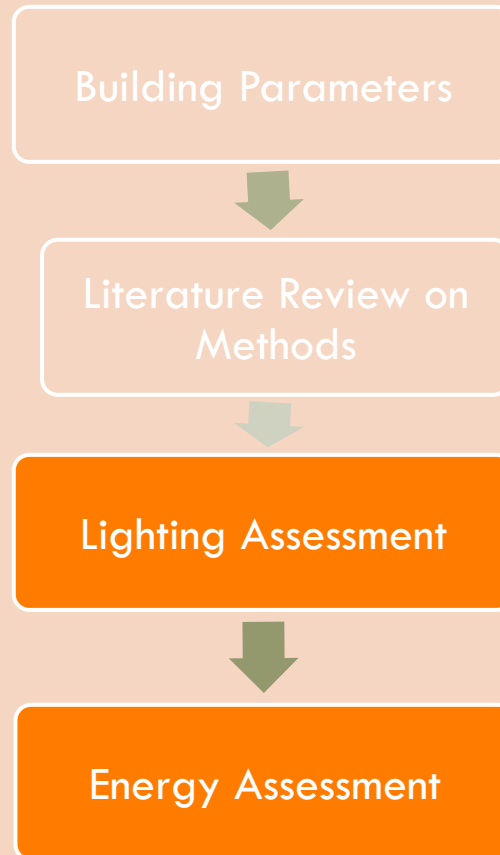 Building Parameters
Literature Review on
Methods
Lighting Assessment
Energy Assessment